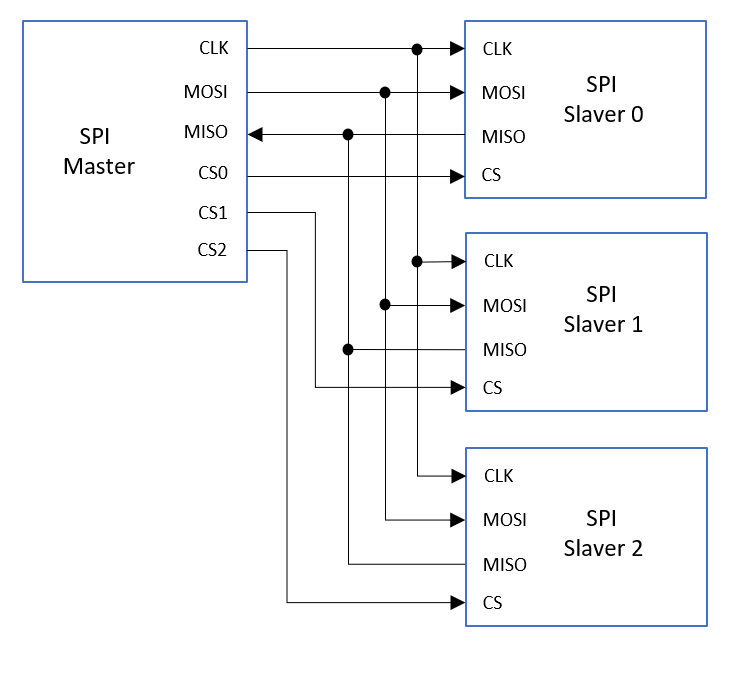 SPI
Master
CLK
MOSI
MISO
CS0
CS1
CS2
CLK
MOSI
MISO
CS
SPI
Slaver 0
CLK
MOSI
MISO
CS
SPI
Slaver 1
CLK
MOSI
MISO
CS
SPI
Slaver 2